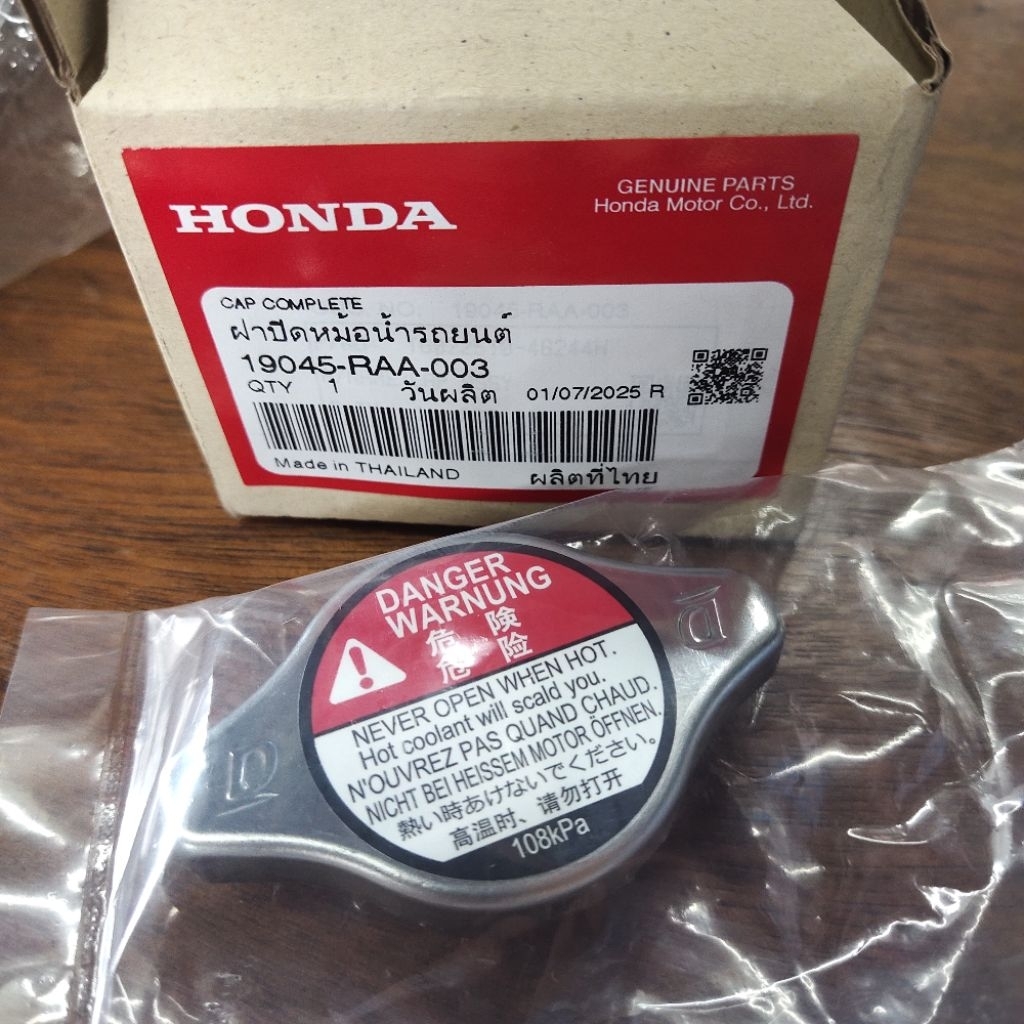 HONDA
GENUINE PARTS
Honda Motor Co., Ltd.
CAP COMPLETE
ฝาปิดหม้อน้ำรถยนต์
19045-RAA-003
QTY 1 วันผลิต 01/07/2025 R
Made in THAILAND ผลิตที่ไทย
DANGER
WARNUNG
危 険
危 险
NEVER OPEN WHEN HOT.
Hot coolant will scald you.
N'OUVREZ PAS QUAND CHAUD.
NICHT BEI HEISSEM MOTOR ÖFFNEN.
熱い時あけないでください。
高温时、请勿打开
108kPa